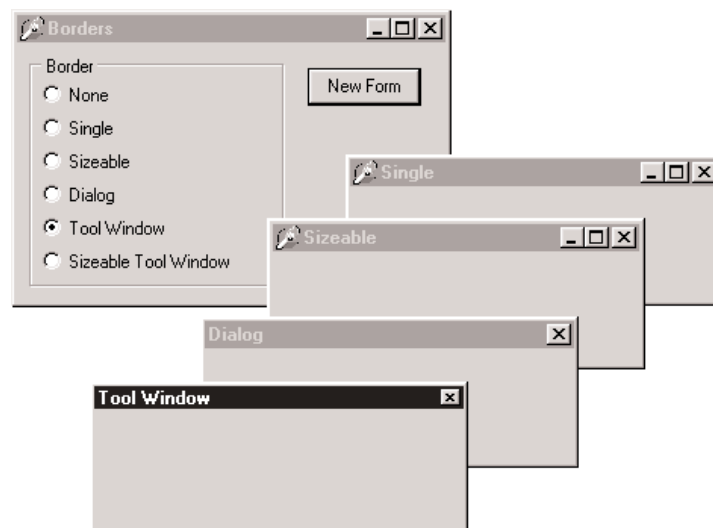 Borders
Border
None
Single
Sizeable
Dialog
Tool Window
Sizeable Tool Window
New Form
Single
Sizeable
Dialog
Tool Window